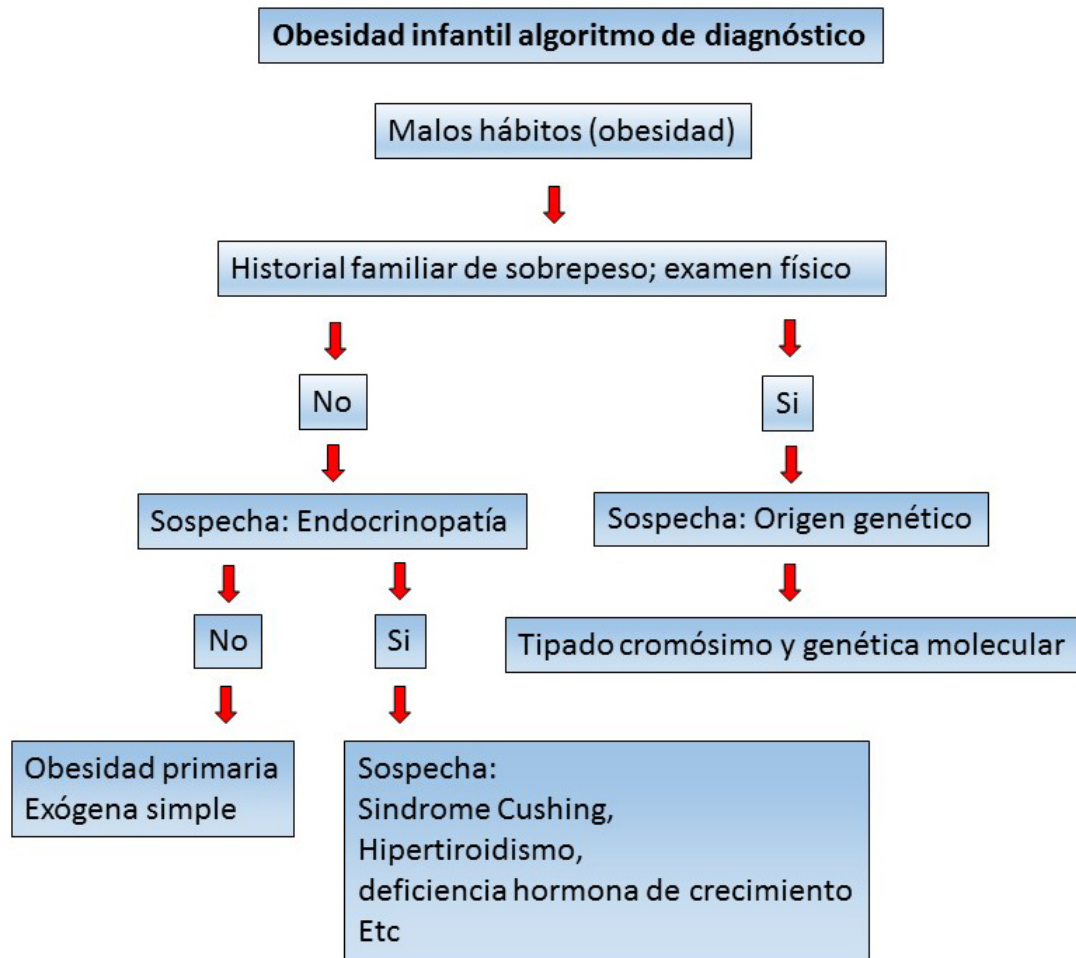 Obesidad infantil algoritmo de diagnóstico
Malos hábitos (obesidad)
Historial familiar de sobrepeso; examen físico
No
Si
Sospecha: Endocrinopatía
Sospecha: Origen genético
No
Si
Tipado cromósimo y genética molecular
Obesidad primaria
Exógena simple
Sospecha:
Sindrome Cushing,
Hipertiroidismo,
deficiencia hormona de crecimiento
Etc